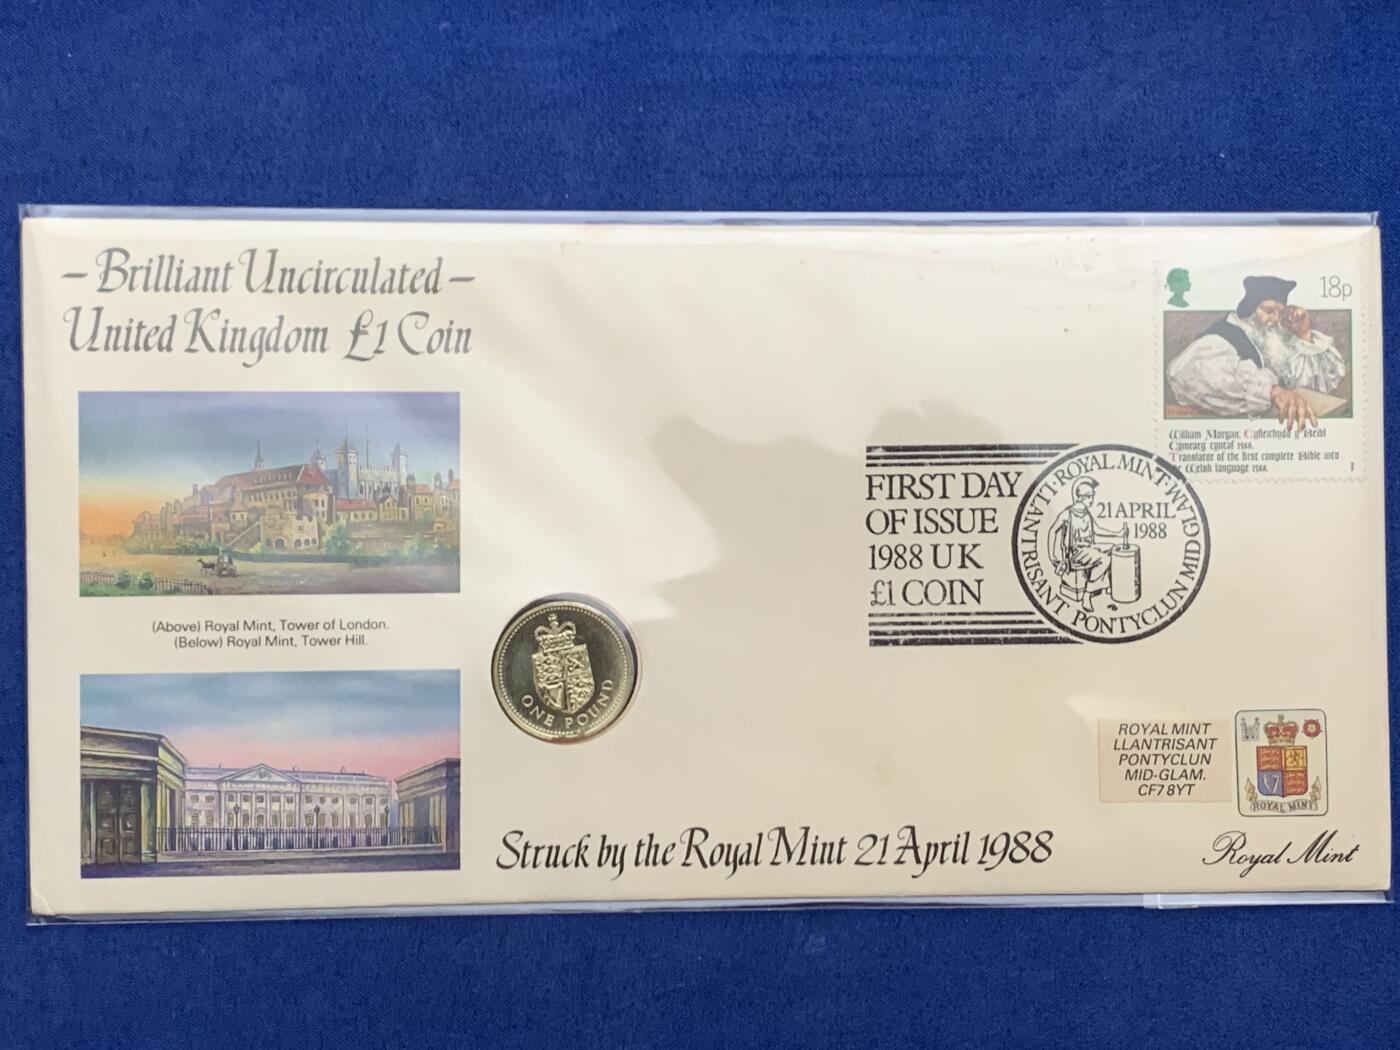 – Brilliant Uncirculated –
United Kingdom £1 Coin
(Above) Royal Mint, Tower of London.
(Below) Royal Mint, Tower Hill.
ONE POUND
Struck by the Royal Mint 21 April 1988
FIRST DAY
OF ISSUE
1988 UK
£1 COIN
·ROYAL MINT·
LLANTRISANT PONTYCLUN MID GLAM
21 APRIL
1988
18p
William Morgan. Cyfieithydd y Beibl
Cymraeg cyntaf 1588.
Translator of the first complete Bible into
the Welsh language 1588.
ROYAL MINT
LLANTRISANT
PONTYCLUN
MID-GLAM.
CF7 8YT
ROYAL MINT
Royal Mint